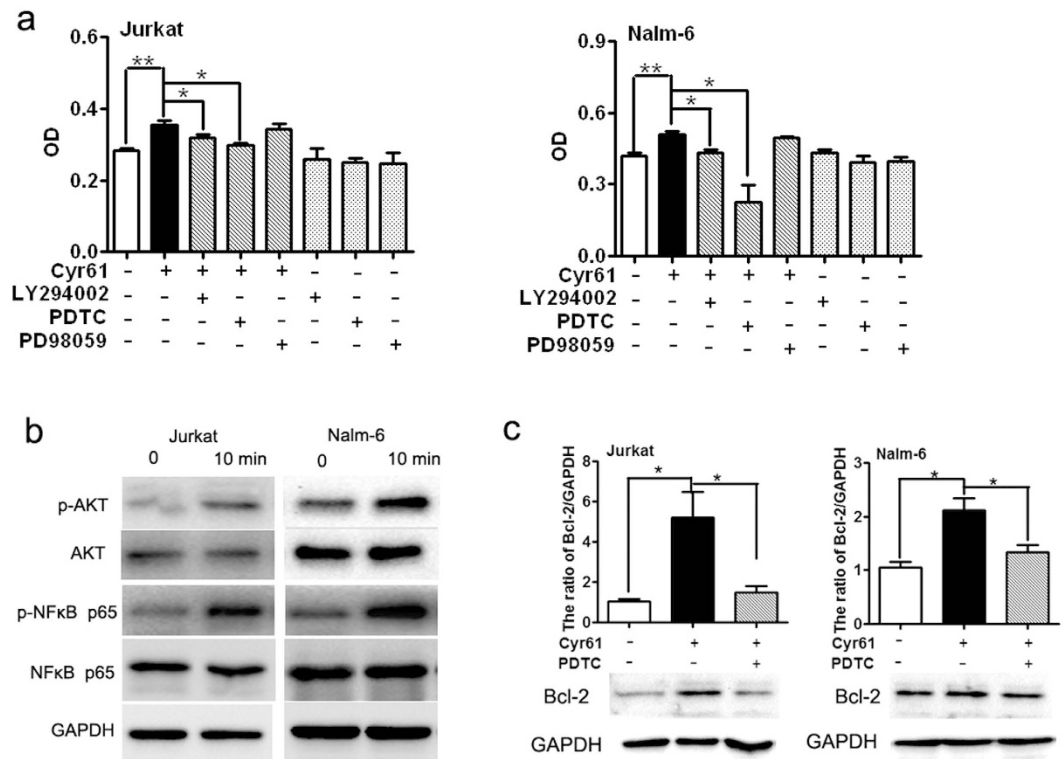 a
Jurkat
0.6
0.4
0.2
0.0
OD
** * *
Cyr61 - + + + + - - -
LY294002 - - + - - + - -
PDTC - - - + - - + -
PD98059 - - - - + - - +
Nalm-6
0.9
0.6
0.3
0.0
OD
** * *
Cyr61 - + + + + - - -
LY294002 - - + - - + - -
PDTC - - - + - - + -
PD98059 - - - - + - - +
b
Jurkat Nalm-6
0 10 min 0 10 min
p-AKT
AKT
p-NFκB p65
NFκB p65
GAPDH
c
Jurkat
The ratio of Bcl-2/GAPDH
8
6
4
2
0
* *
Cyr61 - + +
PDTC - - +
Bcl-2
GAPDH
Nalm-6
The ratio of Bcl-2/GAPDH
3
2
1
0
* *
Cyr61 - + +
PDTC - - +
Bcl-2
GAPDH